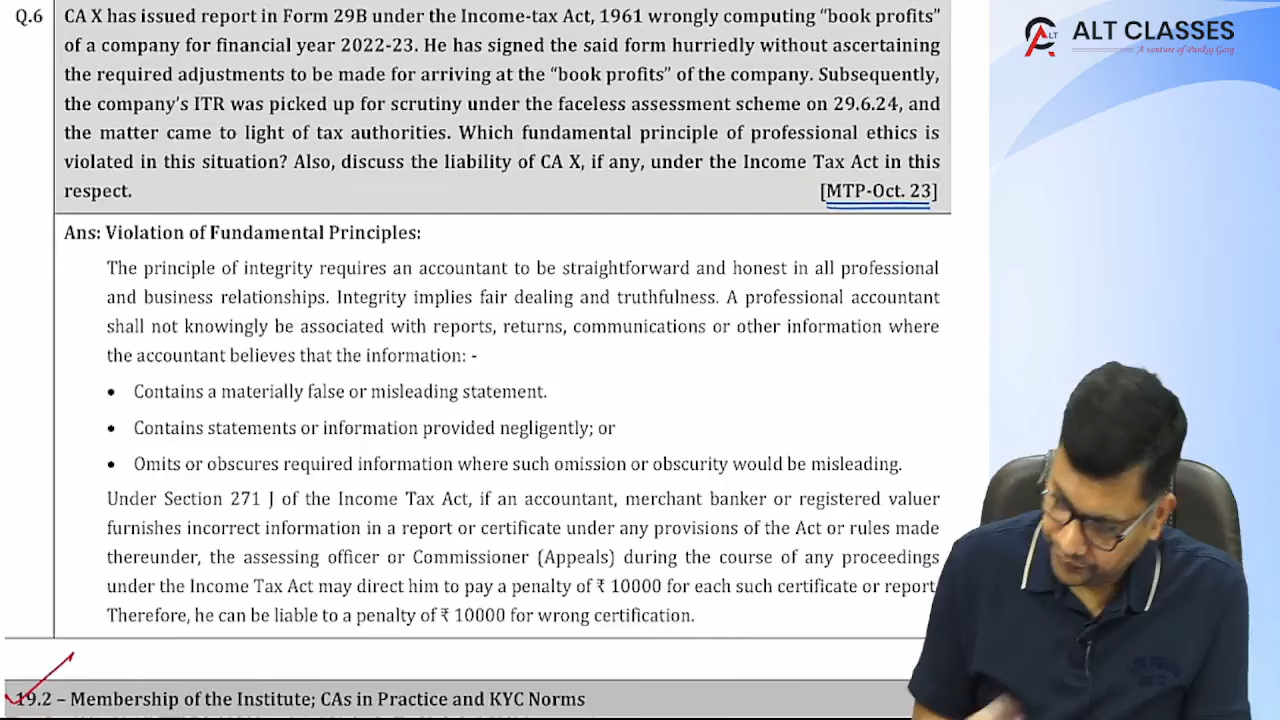 Q.6 CA X has issued report in Form 29B under the Income-tax Act, 1961 wrongly computing “book profits”
of a company for financial year 2022-23. He has signed the said form hurriedly without ascertaining
the required adjustments to be made for arriving at the “book profits” of the company. Subsequently,
the company’s ITR was picked up for scrutiny under the faceless assessment scheme on 29.6.24, and
the matter came to light of tax authorities. Which fundamental principle of professional ethics is
violated in this situation? Also, discuss the liability of CA X, if any, under the Income Tax Act in this
respect. [MTP-Oct. 23]
Ans: Violation of Fundamental Principles:
The principle of integrity requires an accountant to be straightforward and honest in all professional
and business relationships. Integrity implies fair dealing and truthfulness. A professional accountant
shall not knowingly be associated with reports, returns, communications or other information where
the accountant believes that the information: -
• Contains a materially false or misleading statement.
• Contains statements or information provided negligently; or
• Omits or obscures required information where such omission or obscurity would be misleading.
Under Section 271 J of the Income Tax Act, if an accountant, merchant banker or registered valuer
furnishes incorrect information in a report or certificate under any provisions of the Act or rules made
thereunder, the assessing officer or Commissioner (Appeals) during the course of any proceedings
under the Income Tax Act may direct him to pay a penalty of ₹ 10000 for each such certificate or report
Therefore, he can be liable to a penalty of ₹ 10000 for wrong certification.
19.2 – Membership of the Institute; CAs in Practice and KYC Norms
ALT
ALT CLASSES
A venture of Pankaj Garg